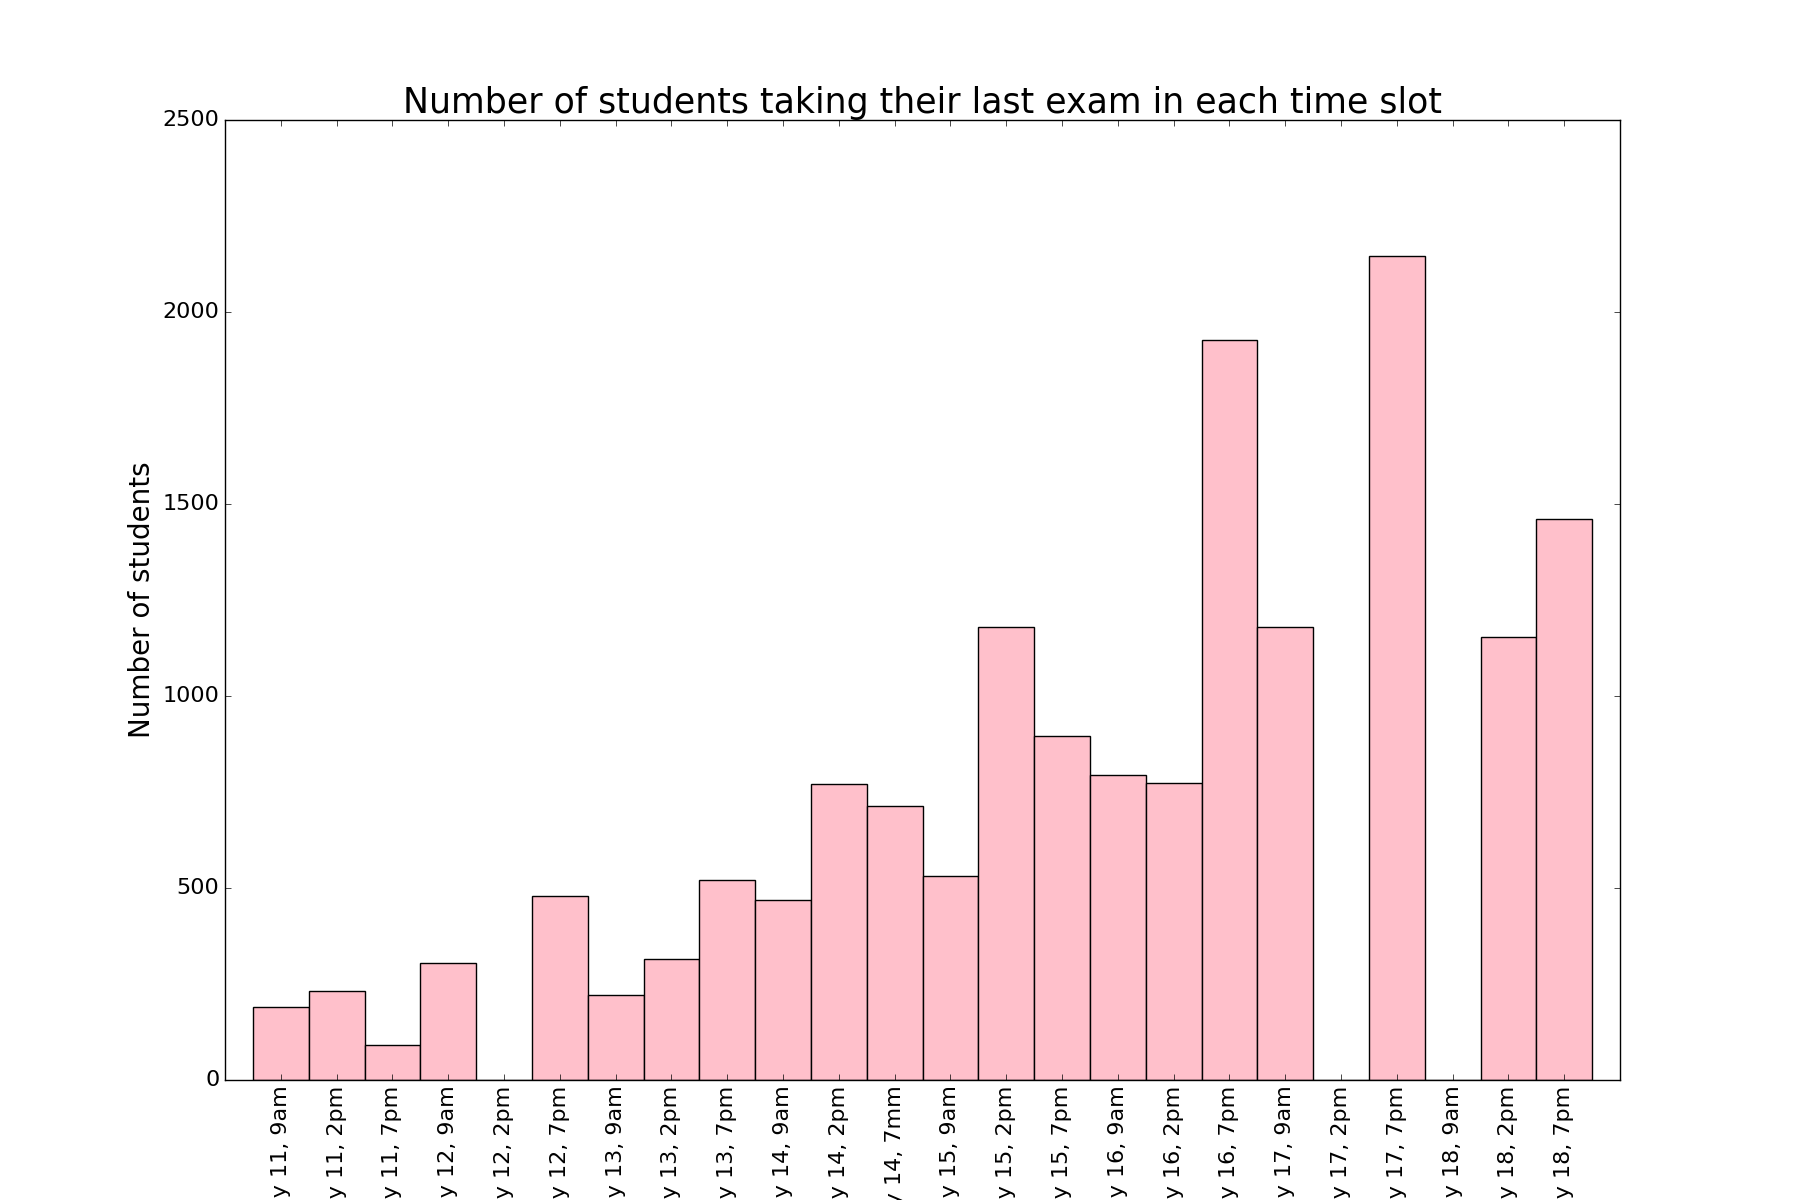 Number of students taking their last exam in each time slot
Number of students
2500
2000
1500
1000
500
0
y 11, 9am
y 11, 2pm
y 11, 7pm
y 12, 9am
y 12, 2pm
y 12, 7pm
y 13, 9am
y 13, 2pm
y 13, 7pm
y 14, 9am
y 14, 2pm
y 14, 7mm
y 15, 9am
y 15, 2pm
y 15, 7pm
y 16, 9am
y 16, 2pm
y 16, 7pm
y 17, 9am
y 17, 2pm
y 17, 7pm
y 18, 9am
y 18, 2pm
y 18, 7pm